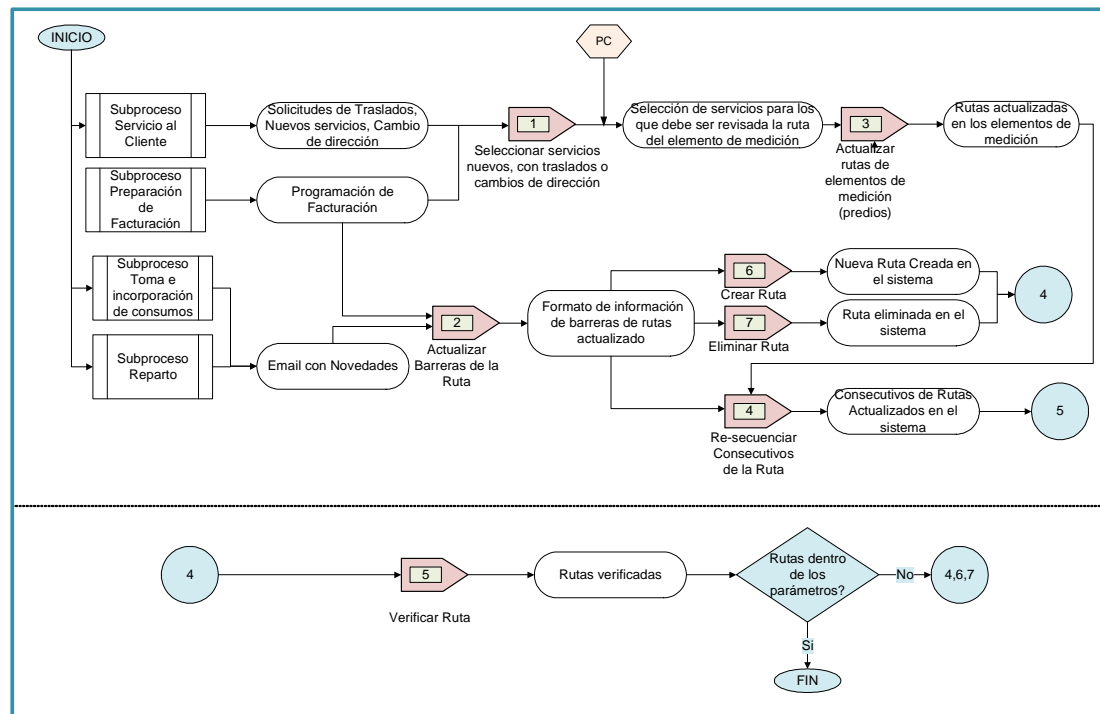 INICIO
PC
Subproceso
Servicio al
Cliente
Solicitudes de Traslados,
Nuevos servicios, Cambio
de dirección
1
Seleccionar servicios
nuevos, con traslados o
cambios de dirección
Selección de servicios para los
que debe ser revisada la ruta
del elemento de medición
3
Actualizar
rutas de
elementos de
medición
(predios)
Rutas actualizadas
en los elementos de
medición
Subproceso
Preparación
de
Facturación
Programación de
Facturación
Subproceso
Toma e
incorporación
de consumos
Subproceso
Reparto
Email con Novedades
2
Actualizar
Barreras de la
Ruta
Formato de información
de barreras de rutas
actualizado
6
Crear Ruta
Nueva Ruta Creada en
el sistema
7
Eliminar Ruta
Ruta eliminada en el
sistema
4
4
Re-secuenciar
Consecutivos
de la Ruta
Consecutivos de Rutas
Actualizados en el
sistema
5
4
5
Verificar Ruta
Rutas verificadas
Rutas dentro
de los
parámetros?
No
4,6,7
Si
FIN